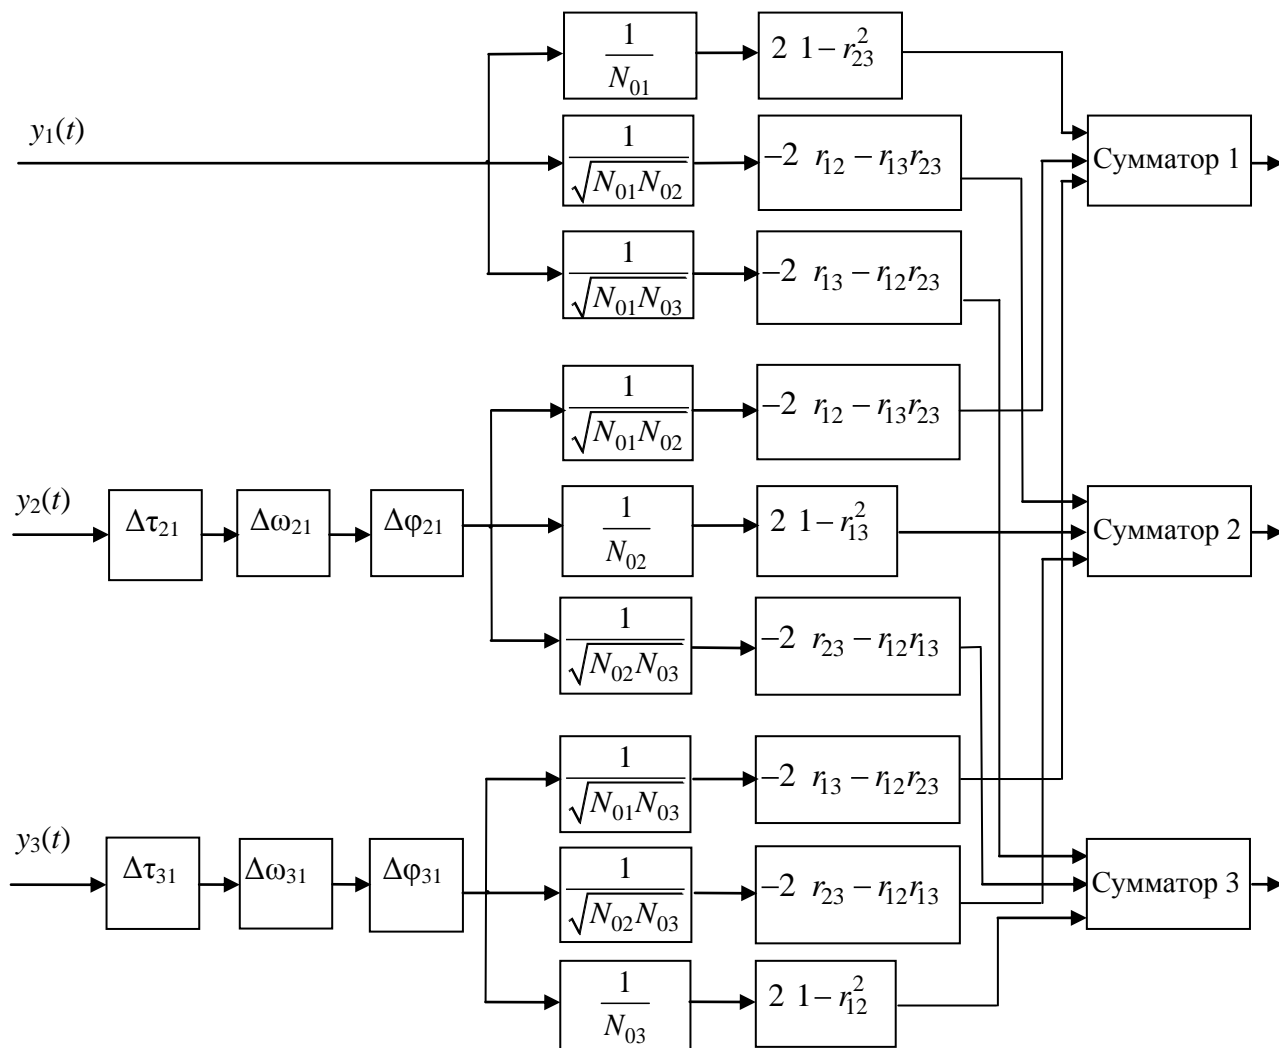 1/N₀₁
2 1 − r₂₃²
y₁(t)
1/√(N₀₁N₀₂)
−2 r₁₂ − r₁₃r₂₃
Сумматор 1
1/√(N₀₁N₀₃)
−2 r₁₃ − r₁₂r₂₃
1/√(N₀₁N₀₂)
−2 r₁₂ − r₁₃r₂₃
y₂(t)
Δτ₂₁
Δω₂₁
Δφ₂₁
1/N₀₂
2 1 − r₁₃²
Сумматор 2
1/√(N₀₂N₀₃)
−2 r₂₃ − r₁₂r₁₃
1/√(N₀₁N₀₃)
−2 r₁₃ − r₁₂r₂₃
y₃(t)
Δτ₃₁
Δω₃₁
Δφ₃₁
1/√(N₀₂N₀₃)
−2 r₂₃ − r₁₂r₁₃
Сумматор 3
1/N₀₃
2 1 − r₁₂²